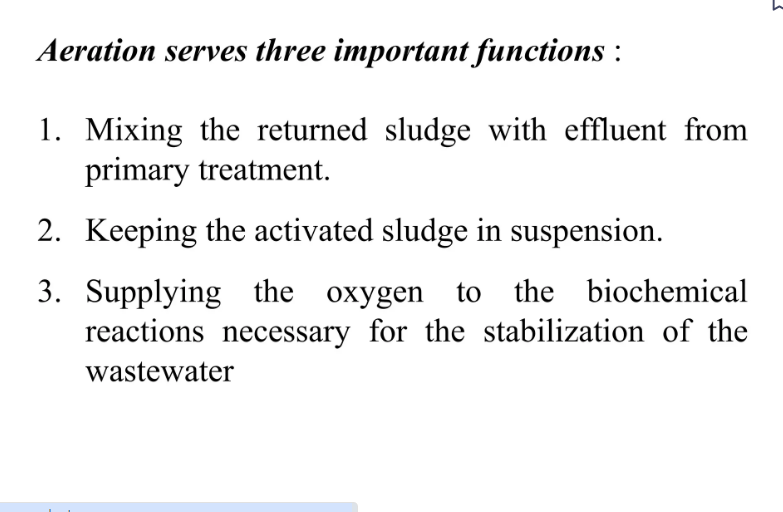 Aeration serves three important functions :
1. Mixing the returned sludge with effluent from
primary treatment.
2. Keeping the activated sludge in suspension.
3. Supplying the oxygen to the biochemical
reactions necessary for the stabilization of the
wastewater